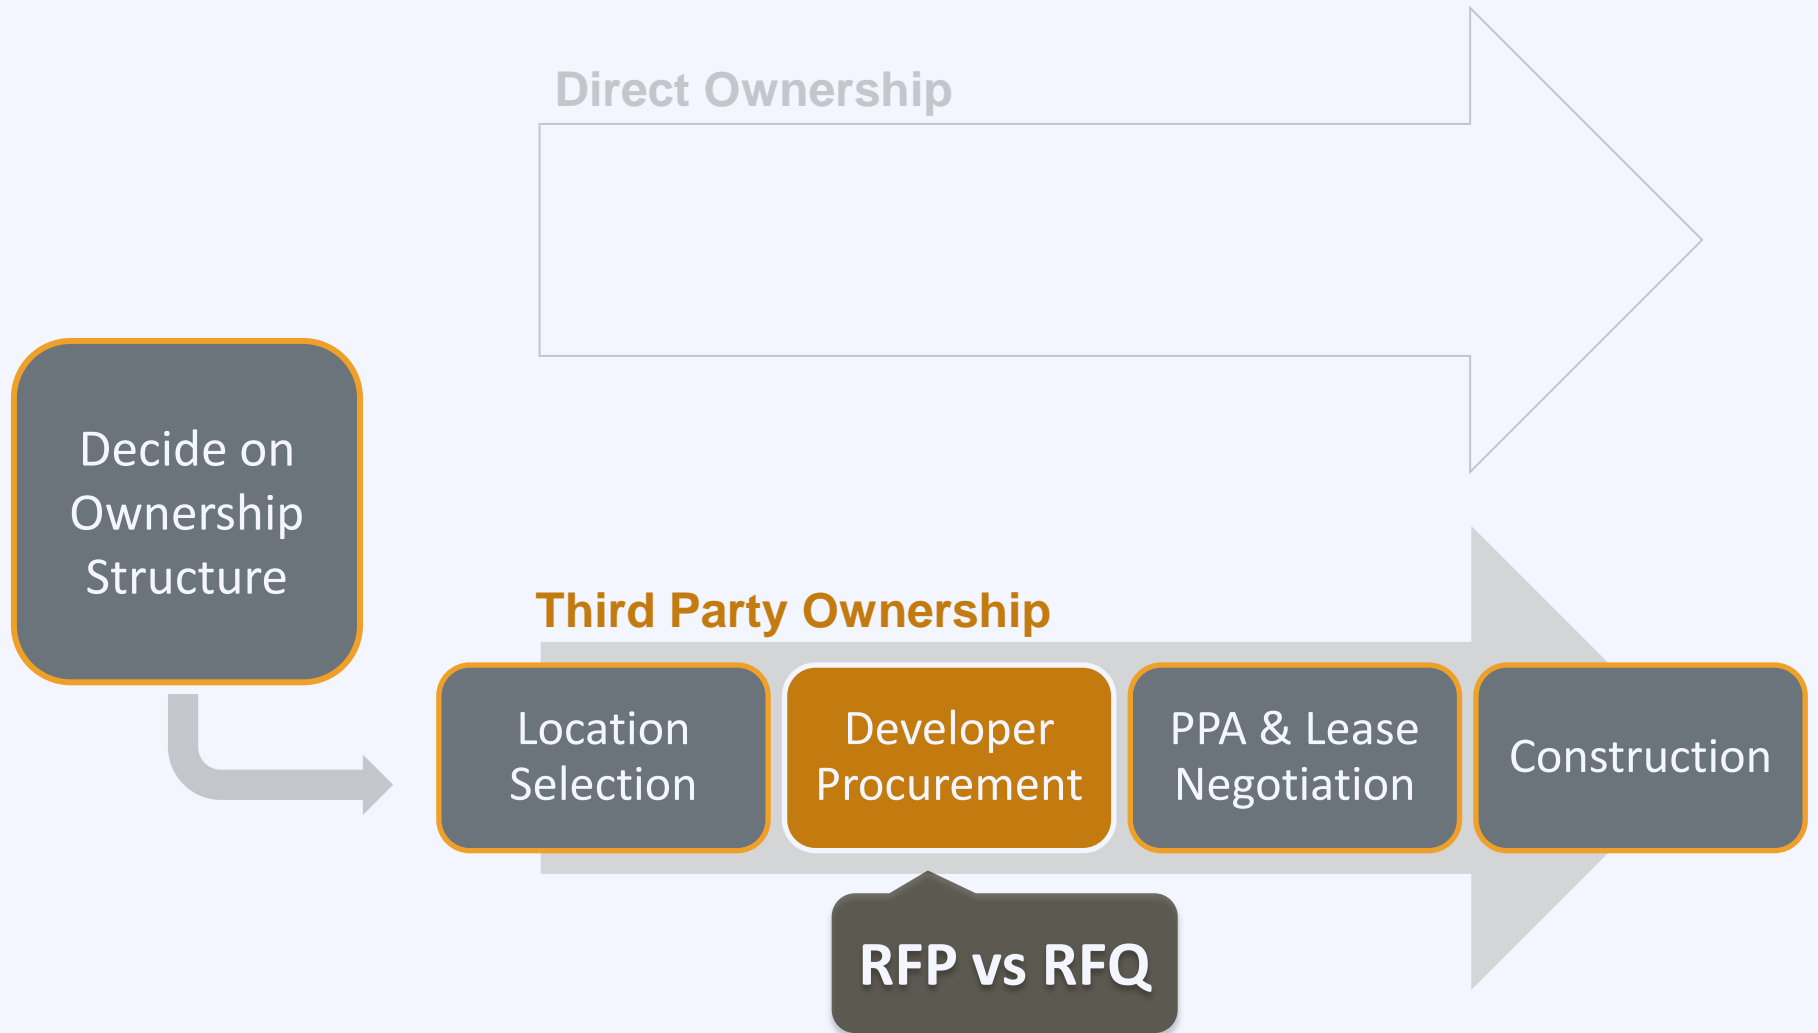 Direct Ownership
Decide on
Ownership
Structure
Third Party Ownership
Location
Selection
Developer
Procurement
PPA & Lease
Negotiation
Construction
RFP vs RFQ